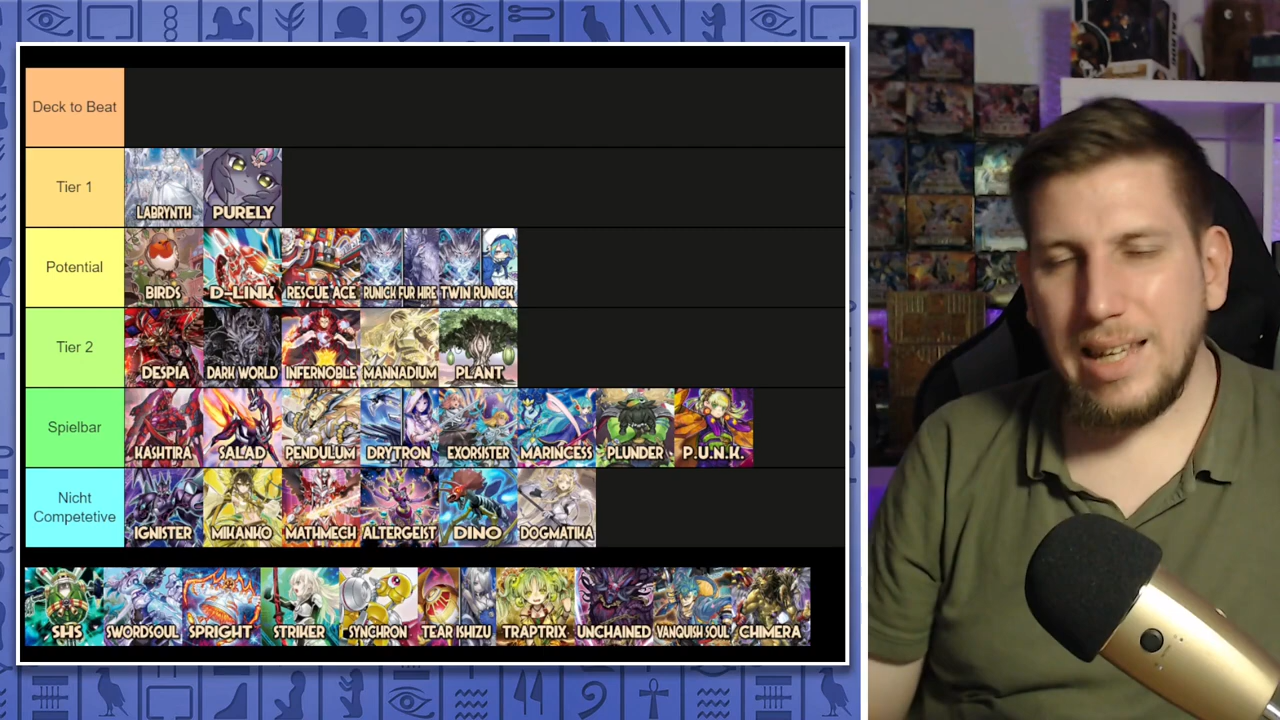 Deck to Beat
Tier 1
LABRYNTH PURELY
Potential
BIRDS D-LINK RESCUE ACE RUNICK FUR HIRE TWIN RUNICK
Tier 2
DESPIA DARK WORLD INFERNOBLE MANNADIUM PLANT
Spielbar
KASHTIRA SALAD PENDULUM DRYTRON EXORSISTER MARINCESS PLUNDER P.U.N.K.
Nicht
Competetive
IGNISTER MIKANKO MATHMECH ALTERGEIST DINO DOGMATIKA
SHS SWORDSOUL SPRIGHT STRIKER SYNCHRON TEAR ISHIZU TRAPTRIX UNCHAINED VANQUISH SOUL CHIMERA